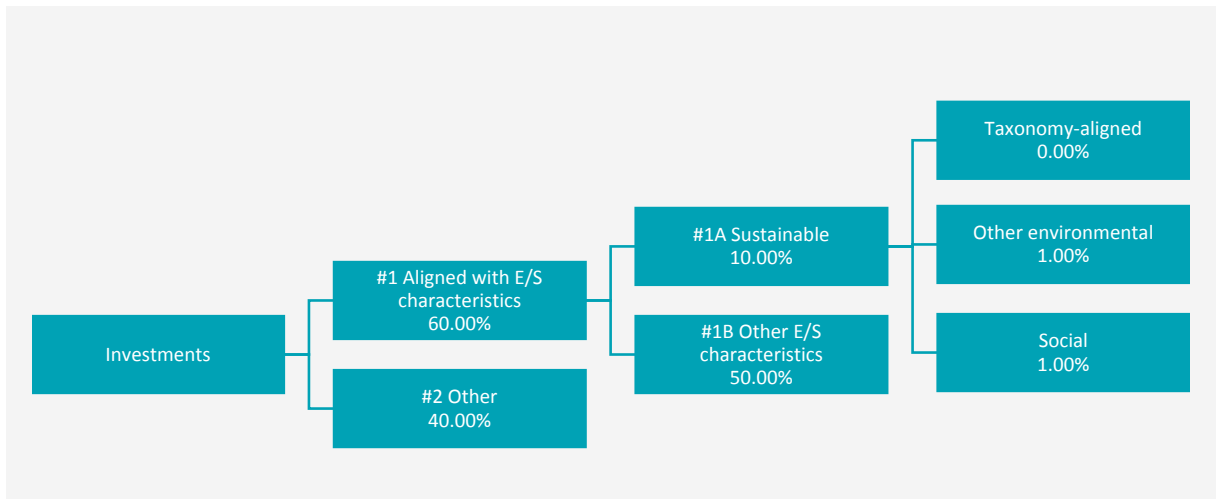 Investments
#1 Aligned with E/S
characteristics
60.00%
#2 Other
40.00%
#1A Sustainable
10.00%
#1B Other E/S
characteristics
50.00%
Taxonomy-aligned
0.00%
Other environmental
1.00%
Social
1.00%